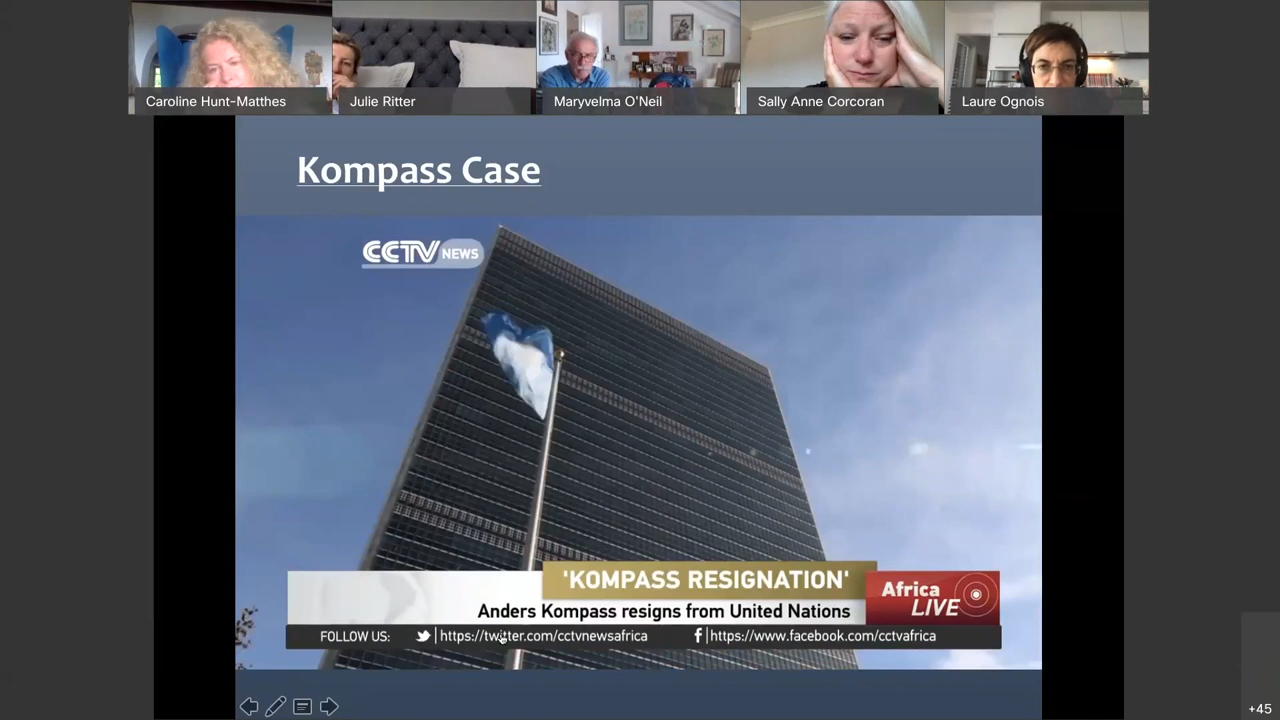 Caroline Hunt-Matthes
Julie Ritter
Maryvelma O'Neil
Sally Anne Corcoran
Laure Ognois
Kompass Case
CCTV NEWS
'KOMPASS RESIGNATION'
Anders Kompass resigns from United Nations
Africa
LIVE
FOLLOW US: https://twitter.com/cctvnewsafrica f https://www.facebook.com/cctvafrica
+45